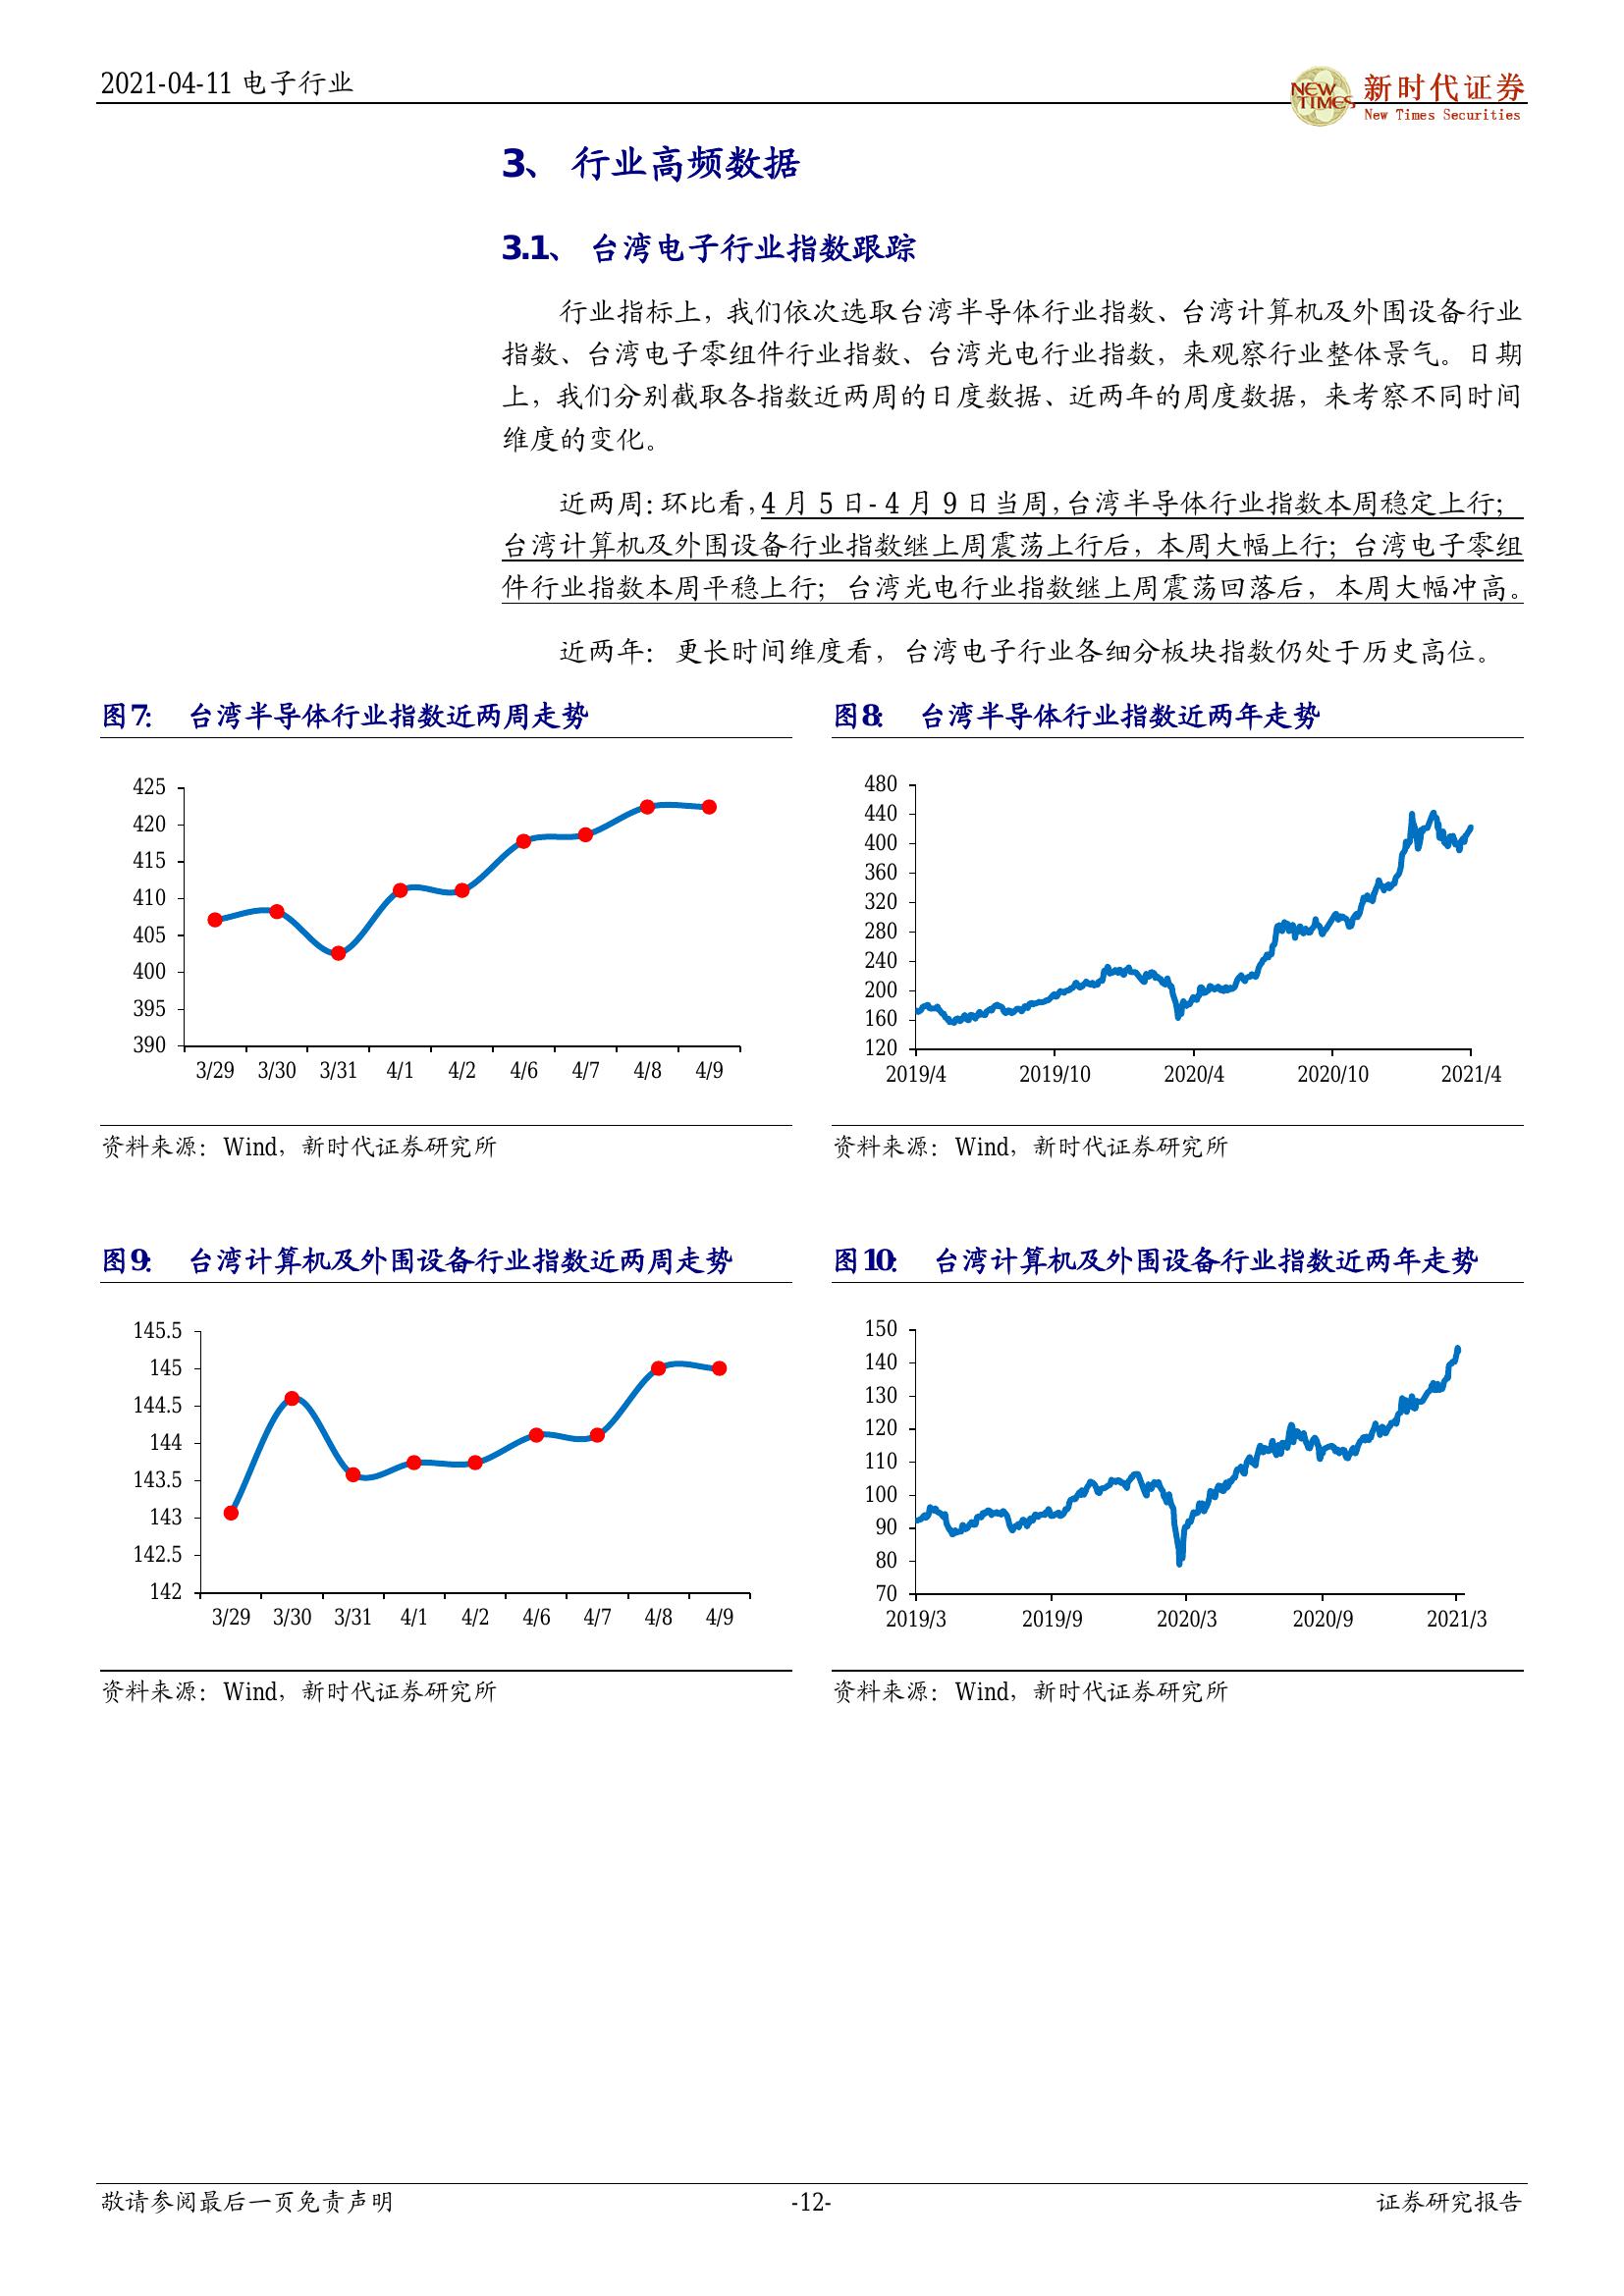 2021-04-11 电子行业
NEW TIMES
新时代证券
New Times Securities
3、 行业高频数据
3.1、 台湾电子行业指数跟踪
行业指标上，我们依次选取台湾半导体行业指数、台湾计算机及外围设备行业
指数、台湾电子零组件行业指数、台湾光电行业指数，来观察行业整体景气。日期
上，我们分别截取各指数近两周的日度数据、近两年的周度数据，来考察不同时间
维度的变化。
近两周：环比看，4 月 5 日-4 月 9 日当周，台湾半导体行业指数本周稳定上行；
台湾计算机及外围设备行业指数继上周震荡上行后，本周大幅上行；台湾电子零组
件行业指数本周平稳上行；台湾光电行业指数继上周震荡回落后，本周大幅冲高。
近两年：更长时间维度看，台湾电子行业各细分板块指数仍处于历史高位。
图7： 台湾半导体行业指数近两周走势
425
420
415
410
405
400
395
390
3/29 3/30 3/31 4/1 4/2 4/6 4/7 4/8 4/9
资料来源：Wind，新时代证券研究所
图8： 台湾半导体行业指数近两年走势
480
440
400
360
320
280
240
200
160
120
2019/4 2019/10 2020/4 2020/10 2021/4
资料来源：Wind，新时代证券研究所
图9： 台湾计算机及外围设备行业指数近两周走势
145.5
145
144.5
144
143.5
143
142.5
142
3/29 3/30 3/31 4/1 4/2 4/6 4/7 4/8 4/9
资料来源：Wind，新时代证券研究所
图10： 台湾计算机及外围设备行业指数近两年走势
150
140
130
120
110
100
90
80
70
2019/3 2019/9 2020/3 2020/9 2021/3
资料来源：Wind，新时代证券研究所
敬请参阅最后一页免责声明
-12-
证券研究报告